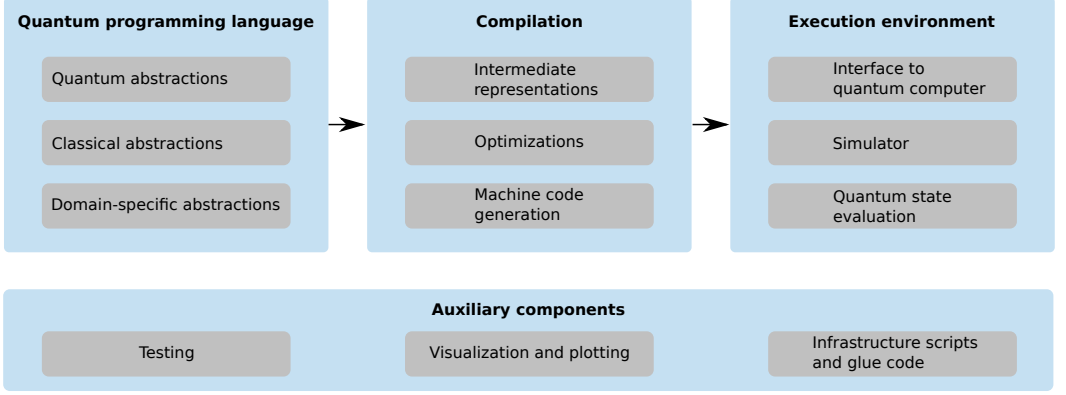 Quantum programming language
Quantum abstractions
Classical abstractions
Domain-specific abstractions
Compilation
Intermediate
representations
Optimizations
Machine code
generation
Execution environment
Interface to
quantum computer
Simulator
Quantum state
evaluation
Auxiliary components
Testing
Visualization and plotting
Infrastructure scripts
and glue code